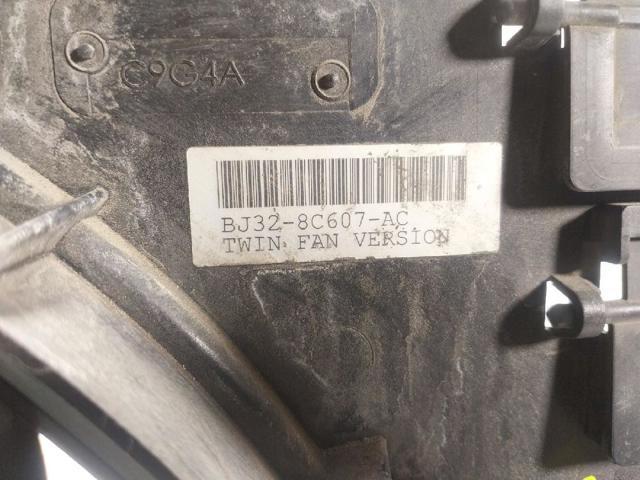 C9G4A
BJ32-8C607-AC
TWIN FAN VERSION